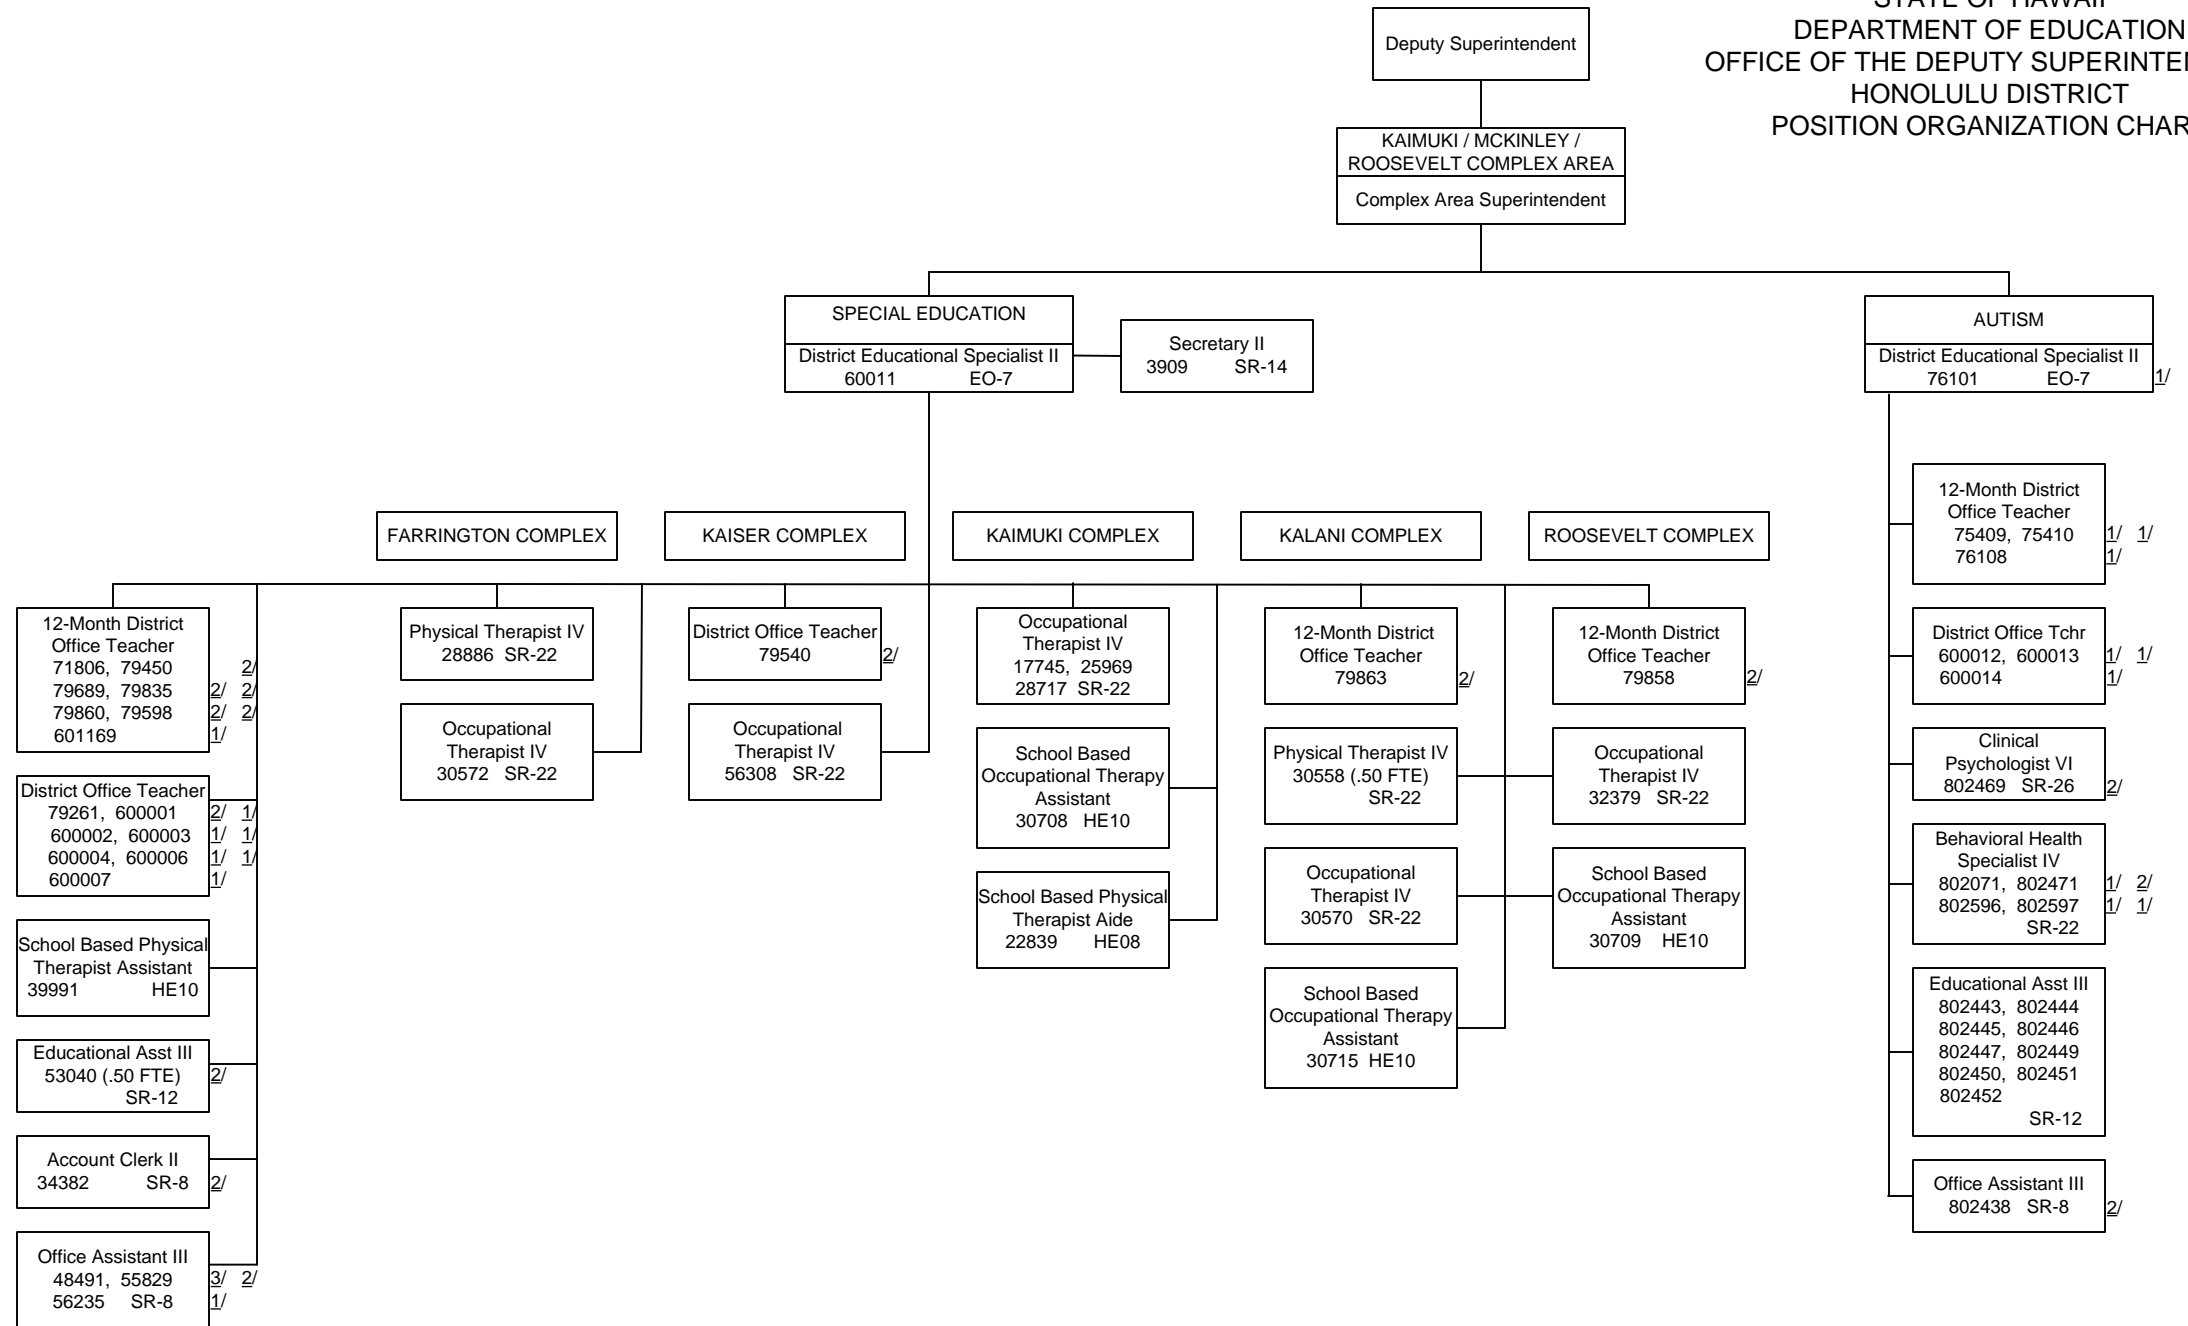 STATE OF HAWAII
DEPARTMENT OF EDUCATION
OFFICE OF THE DEPUTY
HONOLULU DISTRICT
POSITION ORGANIZATION
Deputy Superintendent
KAIMUKI / MCKINLEY /
ROOSEVELT COMPLEX AREA
Complex Area Superintendent
SPECIAL EDUCATION
District Educational Specialist II
60011 EO-7
Secretary II
3909 SR-14
AUTISM
District Educational Specialist II
76101 EO-7 1/
FARRINGTON COMPLEX
KAISER COMPLEX
KAIMUKI COMPLEX
KALANI COMPLEX
ROOSEVELT COMPLEX
12-Month District
Office Teacher
71806, 79450 2/
79689, 79835 2/ 2/
79860, 79598 2/ 2/
601169 1/
District Office Teacher
79261, 600001 2/ 1/
600002, 600003 1/ 1/
600004, 600006 1/ 1/
600007 1/
School Based Physical
Therapist Assistant
39991 HE10
Educational Asst III
53040 (.50 FTE) 2/
SR-12
Account Clerk II
34382 SR-8 2/
Office Assistant III
48491, 55829 3/ 2/
56235 SR-8 1/
Physical Therapist IV
28886 SR-22
Occupational
Therapist IV
30572 SR-22
District Office Teacher
79540 2/
Occupational
Therapist IV
56308 SR-22
Occupational
Therapist IV
17745, 25969
28717 SR-22
School Based
Occupational Therapy
Assistant
30708 HE10
School Based Physical
Therapist Aide
22839 HE08
12-Month District
Office Teacher
79863 2/
Physical Therapist IV
30558 (.50 FTE)
SR-22
Occupational
Therapist IV
30570 SR-22
School Based
Occupational Therapy
Assistant
30715 HE10
12-Month District
Office Teacher
79858 2/
Occupational
Therapist IV
32379 SR-22
School Based
Occupational Therapy
Assistant
30709 HE10
12-Month District
Office Teacher
75409, 75410 1/ 1/
76108 1/
District Office Tchr
600012, 600013 1/ 1/
600014 1/
Clinical
Psychologist VI
802469 SR-26 2/
Behavioral Health
Specialist IV
802071, 802471 1/ 2/
802596, 802597 1/ 1/
SR-22
Educational Asst III
802443, 802444
802445, 802446
802447, 802449
802450, 802451
802452
SR-12
Office Assistant III
802438 SR-8 2/